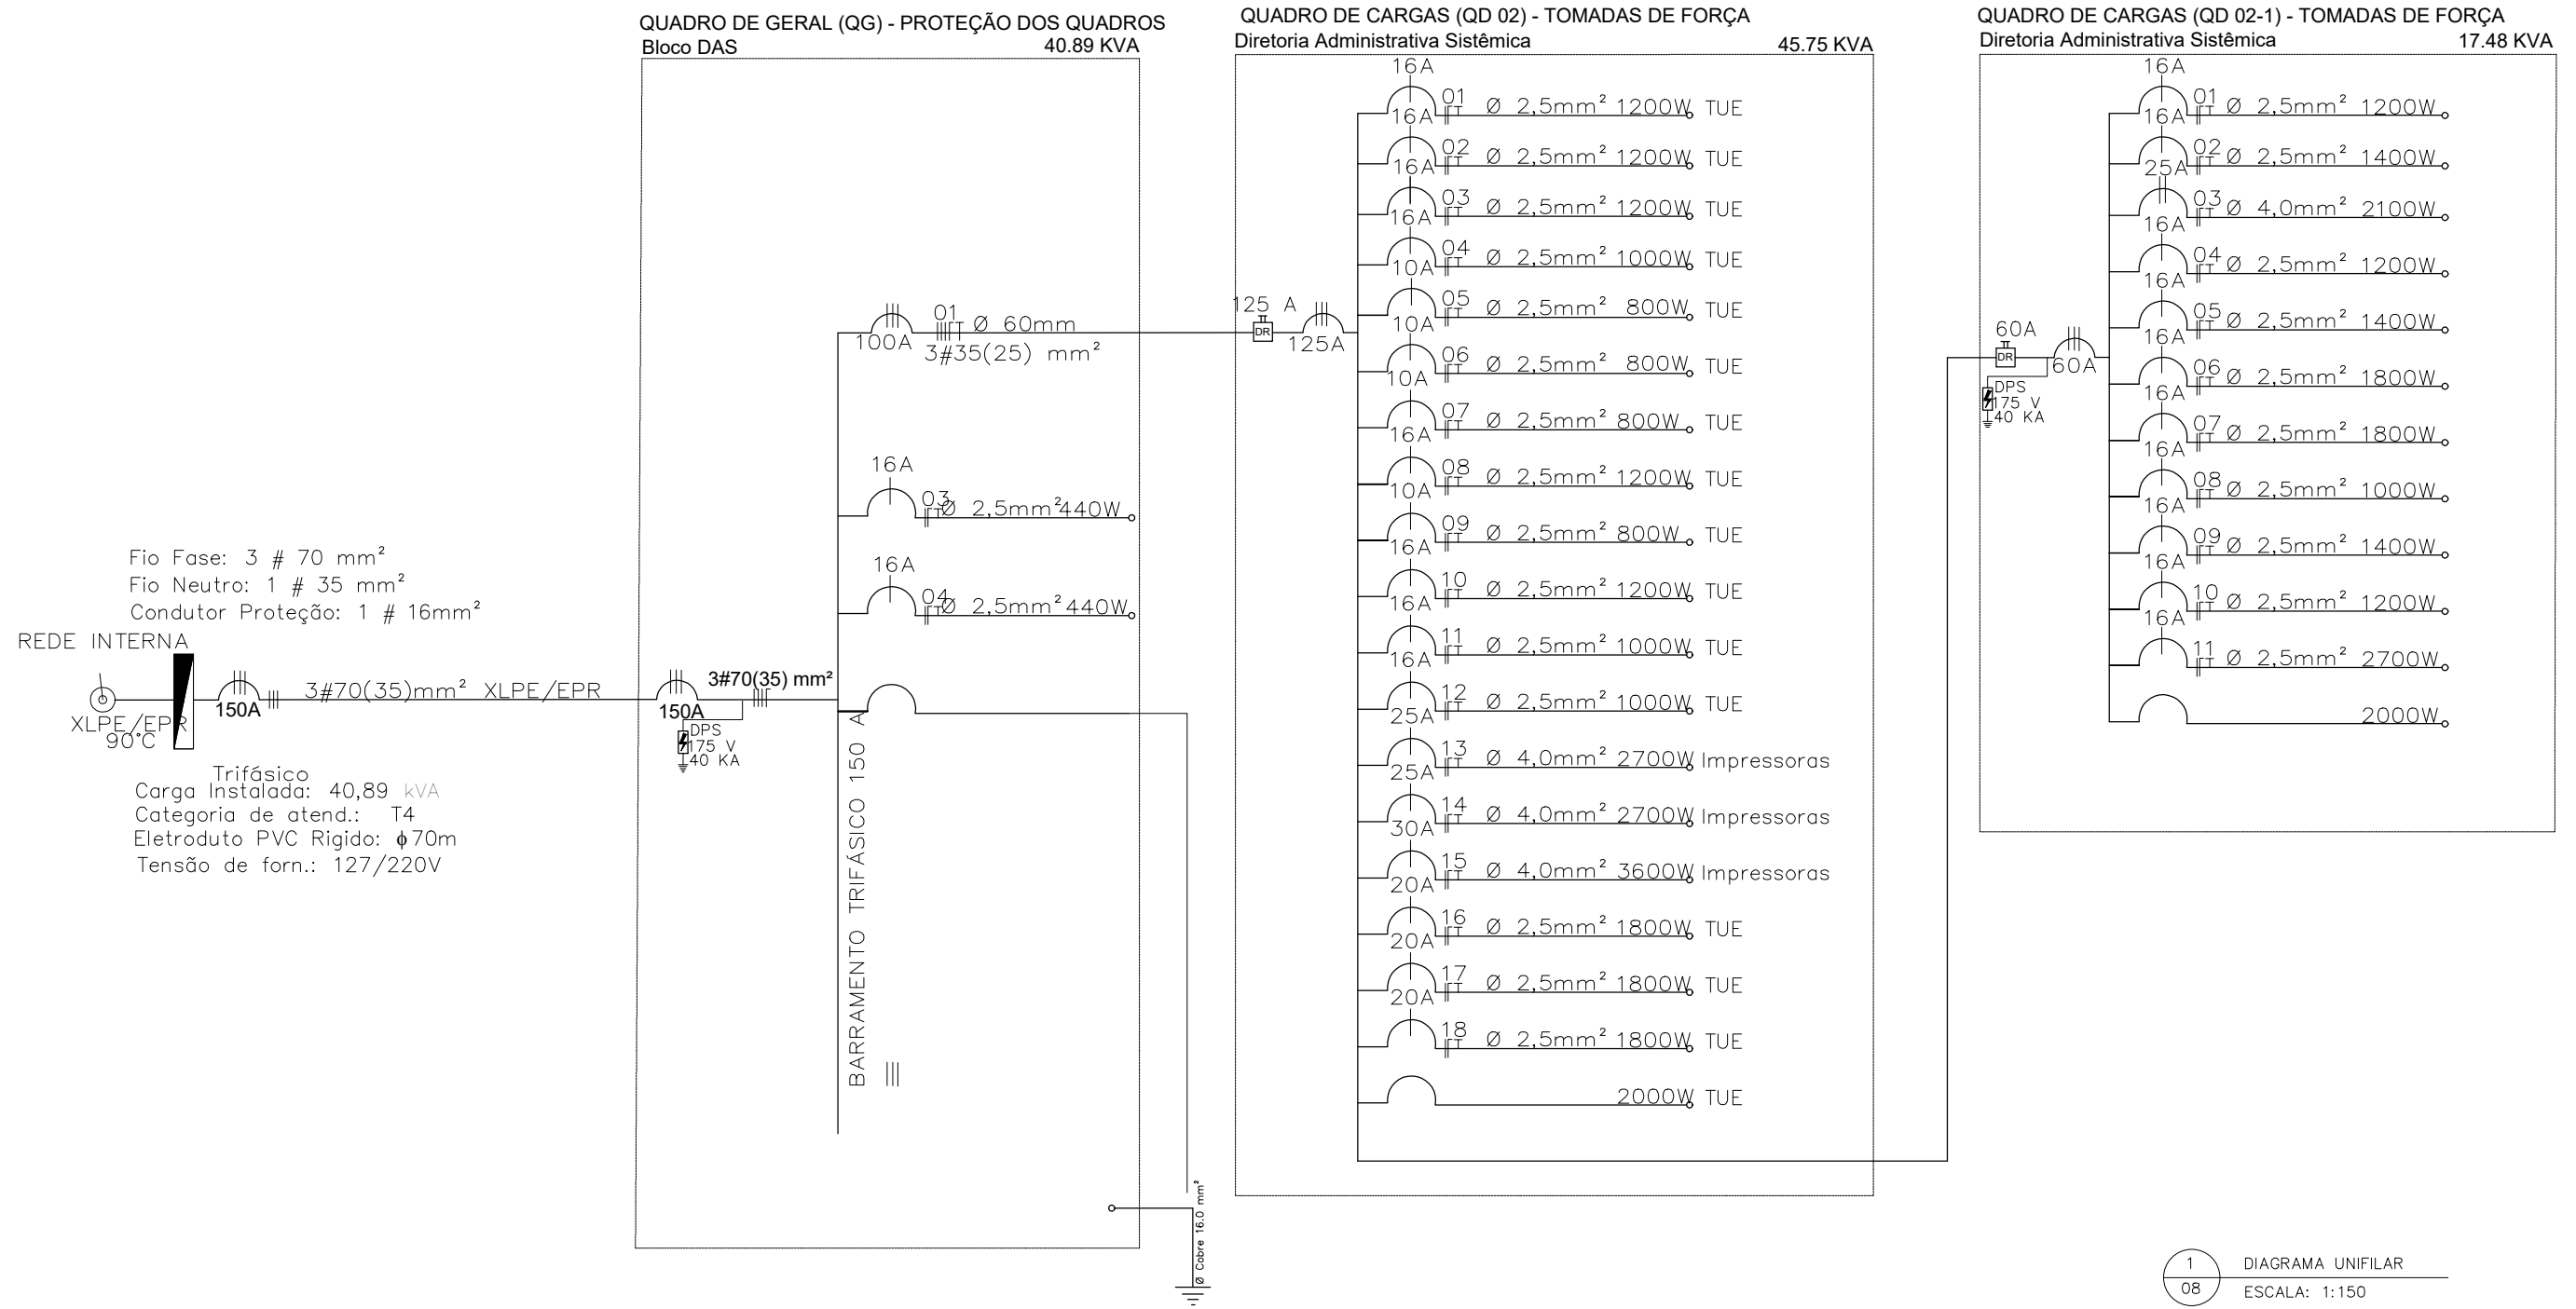 QUADRO DE GERAL (QG) - PROTEÇÃO DOS QUADROS
Bloco DAS 40.89 KVA
01
Ø 60mm
100A
3#35(25) mm²
16A
03
Ø 2,5mm² 440W
16A
04
Ø 2,5mm² 440W
Fio Fase: 3 # 70 mm²
Fio Neutro: 1 # 35 mm²
Condutor Proteção: 1 # 16mm²
REDE INTERNA
XLPE/EPR
90°C
150A
3#70(35)mm² XLPE/EPR
150A
3#70(35) mm²
DPS
175 V
40 KA
BARRAMENTO TRIFÁSICO 150 A
Trifásico
Carga Instalada: 40,89 kVA
Categoria de atend.: T4
Eletroduto PVC Rigido: ϕ70m
Tensão de forn.: 127/220V
Ø Cobre 16.0 mm²
QUADRO DE CARGAS (QD 02) - TOMADAS DE FORÇA
Diretoria Administrativa Sistêmica 45.75 KVA
125 A
DR
125A
16A
01 Ø 2,5mm² 1200W TUE
16A
02 Ø 2,5mm² 1200W TUE
16A
03 Ø 2,5mm² 1200W TUE
16A
04 Ø 2,5mm² 1000W TUE
10A
05 Ø 2,5mm² 800W TUE
10A
06 Ø 2,5mm² 800W TUE
10A
07 Ø 2,5mm² 800W TUE
16A
08 Ø 2,5mm² 1200W TUE
10A
09 Ø 2,5mm² 800W TUE
16A
10 Ø 2,5mm² 1200W TUE
16A
11 Ø 2,5mm² 1000W TUE
16A
12 Ø 2,5mm² 1000W TUE
25A
13 Ø 4,0mm² 2700W Impressoras
25A
14 Ø 4,0mm² 2700W Impressoras
30A
15 Ø 4,0mm² 3600W Impressoras
20A
16 Ø 2,5mm² 1800W TUE
20A
17 Ø 2,5mm² 1800W TUE
20A
18 Ø 2,5mm² 1800W TUE
2000W TUE
QUADRO DE CARGAS (QD 02-1) - TOMADAS DE FORÇA
Diretoria Administrativa Sistêmica 17.48 KVA
60A
DR
60A
DPS
175 V
40 KA
16A
01 Ø 2,5mm² 1200W
16A
02 Ø 2,5mm² 1400W
25A
03 Ø 4,0mm² 2100W
16A
04 Ø 2,5mm² 1200W
16A
05 Ø 2,5mm² 1400W
16A
06 Ø 2,5mm² 1800W
16A
07 Ø 2,5mm² 1800W
16A
08 Ø 2,5mm² 1000W
16A
09 Ø 2,5mm² 1400W
16A
10 Ø 2,5mm² 1200W
16A
11 Ø 2,5mm² 2700W
2000W
1
08
DIAGRAMA UNIFILAR
ESCALA: 1:150